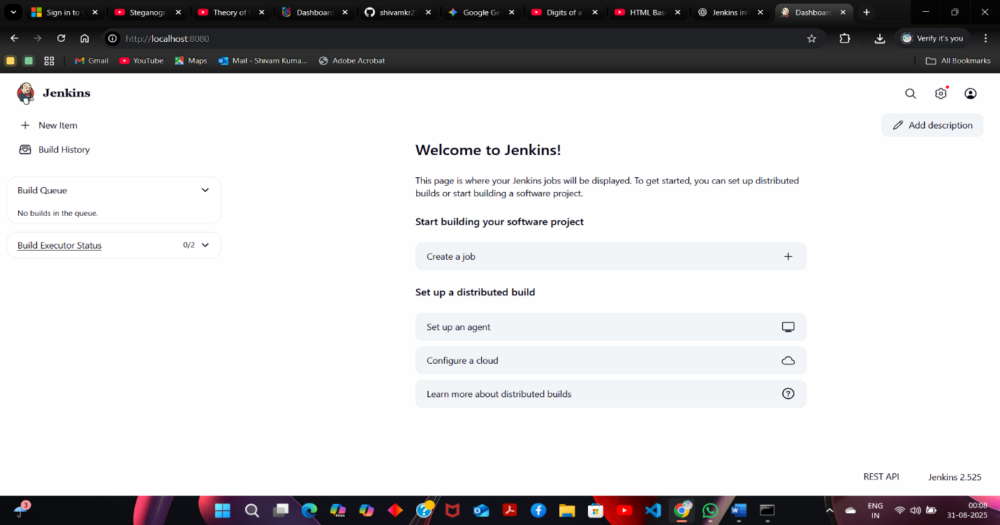 Sign in to y
Steganogra
Theory of C
Dashboard
shivamkr27
Google Ge
Digits of a
HTML Basi
Jenkins init
Dashboard
http://localhost:8080
Verify it's you
Gmail
YouTube
Maps
Mail - Shivam Kuma...
Adobe Acrobat
All Bookmarks
Jenkins
New Item
Add description
Build History
Welcome to Jenkins!
This page is where your Jenkins jobs will be displayed. To get started, you can set up distributed
builds or start building a software project.
Build Queue
No builds in the queue.
Start building your software project
Build Executor Status
0/2
Create a job
Set up a distributed build
Set up an agent
Configure a cloud
Learn more about distributed builds
REST API
Jenkins 2.525
3
ENG
IN
00:08
31-08-2025